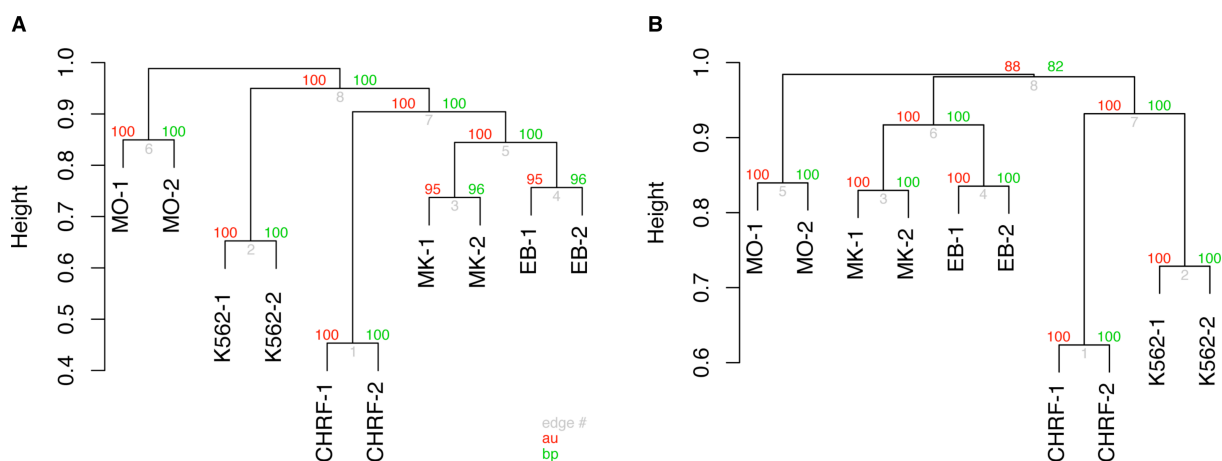 A
Height
1.0
0.9
0.8
0.7
0.6
0.5
0.4
100 100
8
100 100
7
100 100
6
100 100
5
95 96
3
95 96
4
100 100
2
100 100
1
MO-1
MO-2
K562-1
K562-2
CHRF-1
CHRF-2
MK-1
MK-2
EB-1
EB-2
edge #
au
bp
B
Height
1.0
0.9
0.8
0.7
0.6
88 82
8
100 100
7
100 100
6
100 100
5
100 100
3
100 100
4
100 100
2
100 100
1
MO-1
MO-2
MK-1
MK-2
EB-1
EB-2
CHRF-1
CHRF-2
K562-1
K562-2